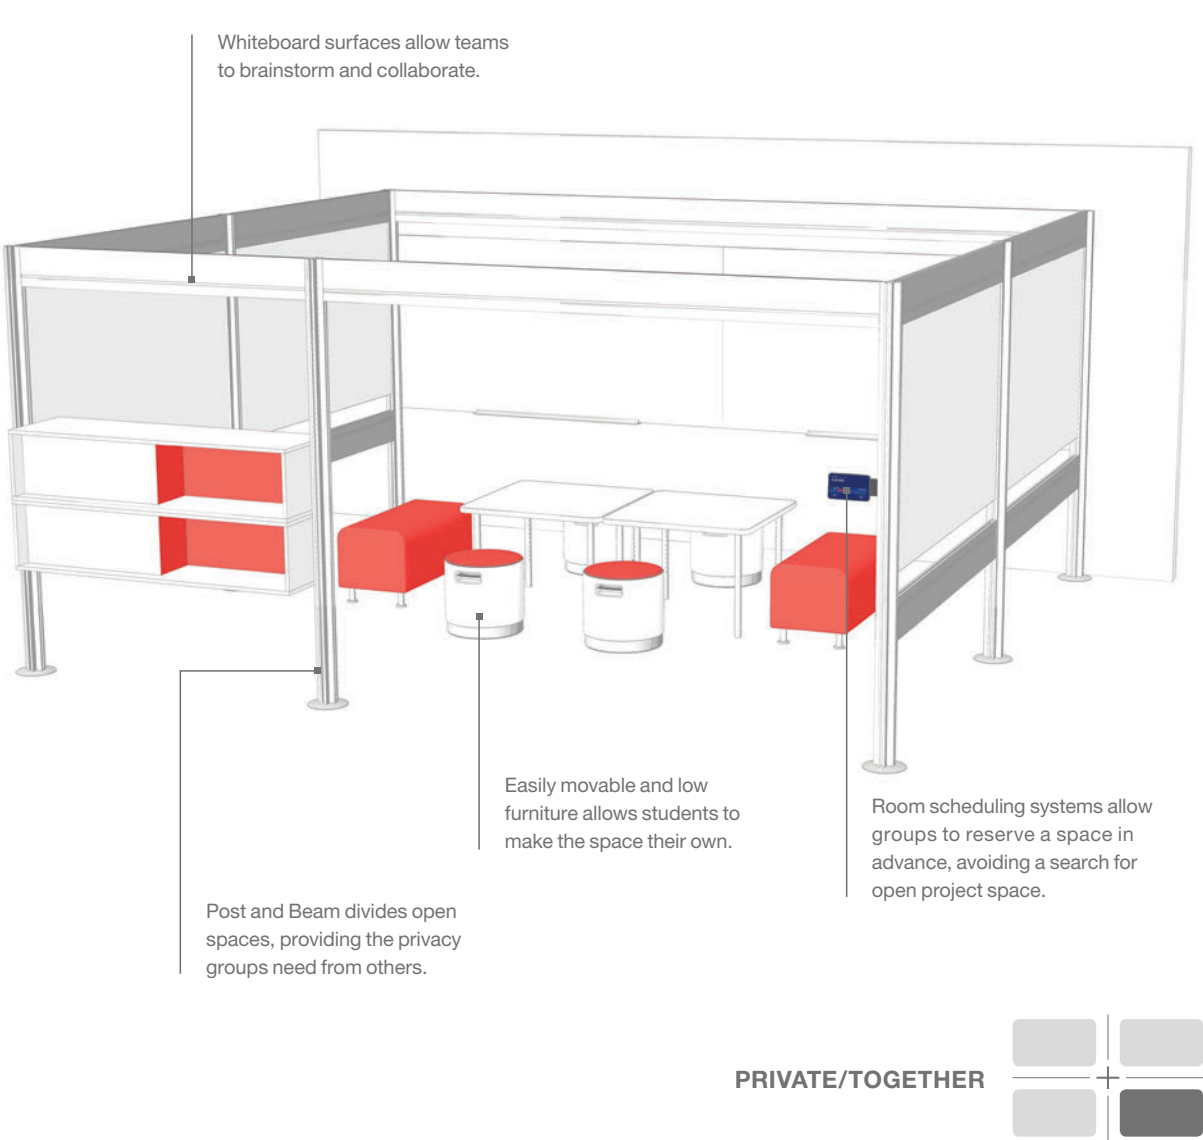 Whiteboard surfaces allow teams
to brainstorm and collaborate.
Easily movable and low
furniture allows students to
make the space their own.
Room scheduling systems allow
groups to reserve a space in
advance, avoiding a search for
open project space.
Post and Beam divides open
spaces, providing the privacy
groups need from others.
PRIVATE/TOGETHER